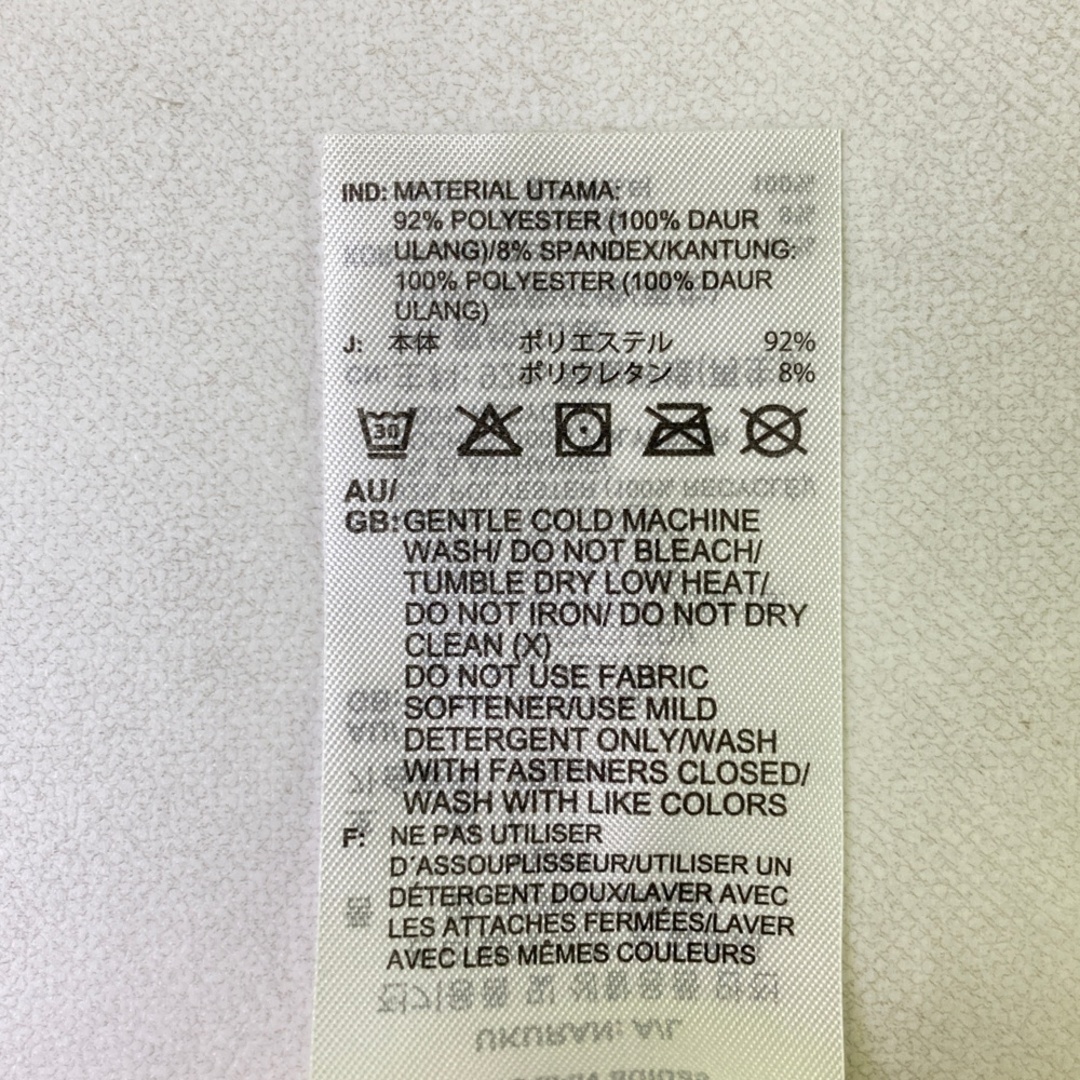 IND: MATERIAL UTAMA:
92% POLYESTER (100% DAUR
ULANG)/8% SPANDEX/KANTUNG:
100% POLYESTER (100% DAUR
ULANG)
J: 本体 ポリエステル 92%
ポリウレタン 8%
30
AU/
GB: GENTLE COLD MACHINE
WASH/ DO NOT BLEACH/
TUMBLE DRY LOW HEAT/
DO NOT IRON/ DO NOT DRY
CLEAN (X)
DO NOT USE FABRIC
SOFTENER/USE MILD
DETERGENT ONLY/WASH
WITH FASTENERS CLOSED/
WASH WITH LIKE COLORS
F: NE PAS UTILISER
D´ASSOUPLISSEUR/UTILISER UN
DÉTERGENT DOUX/LAVER AVEC
LES ATTACHES FERMÉES/LAVER
AVEC LES MÊMES COULEURS
UKURAN: A/L